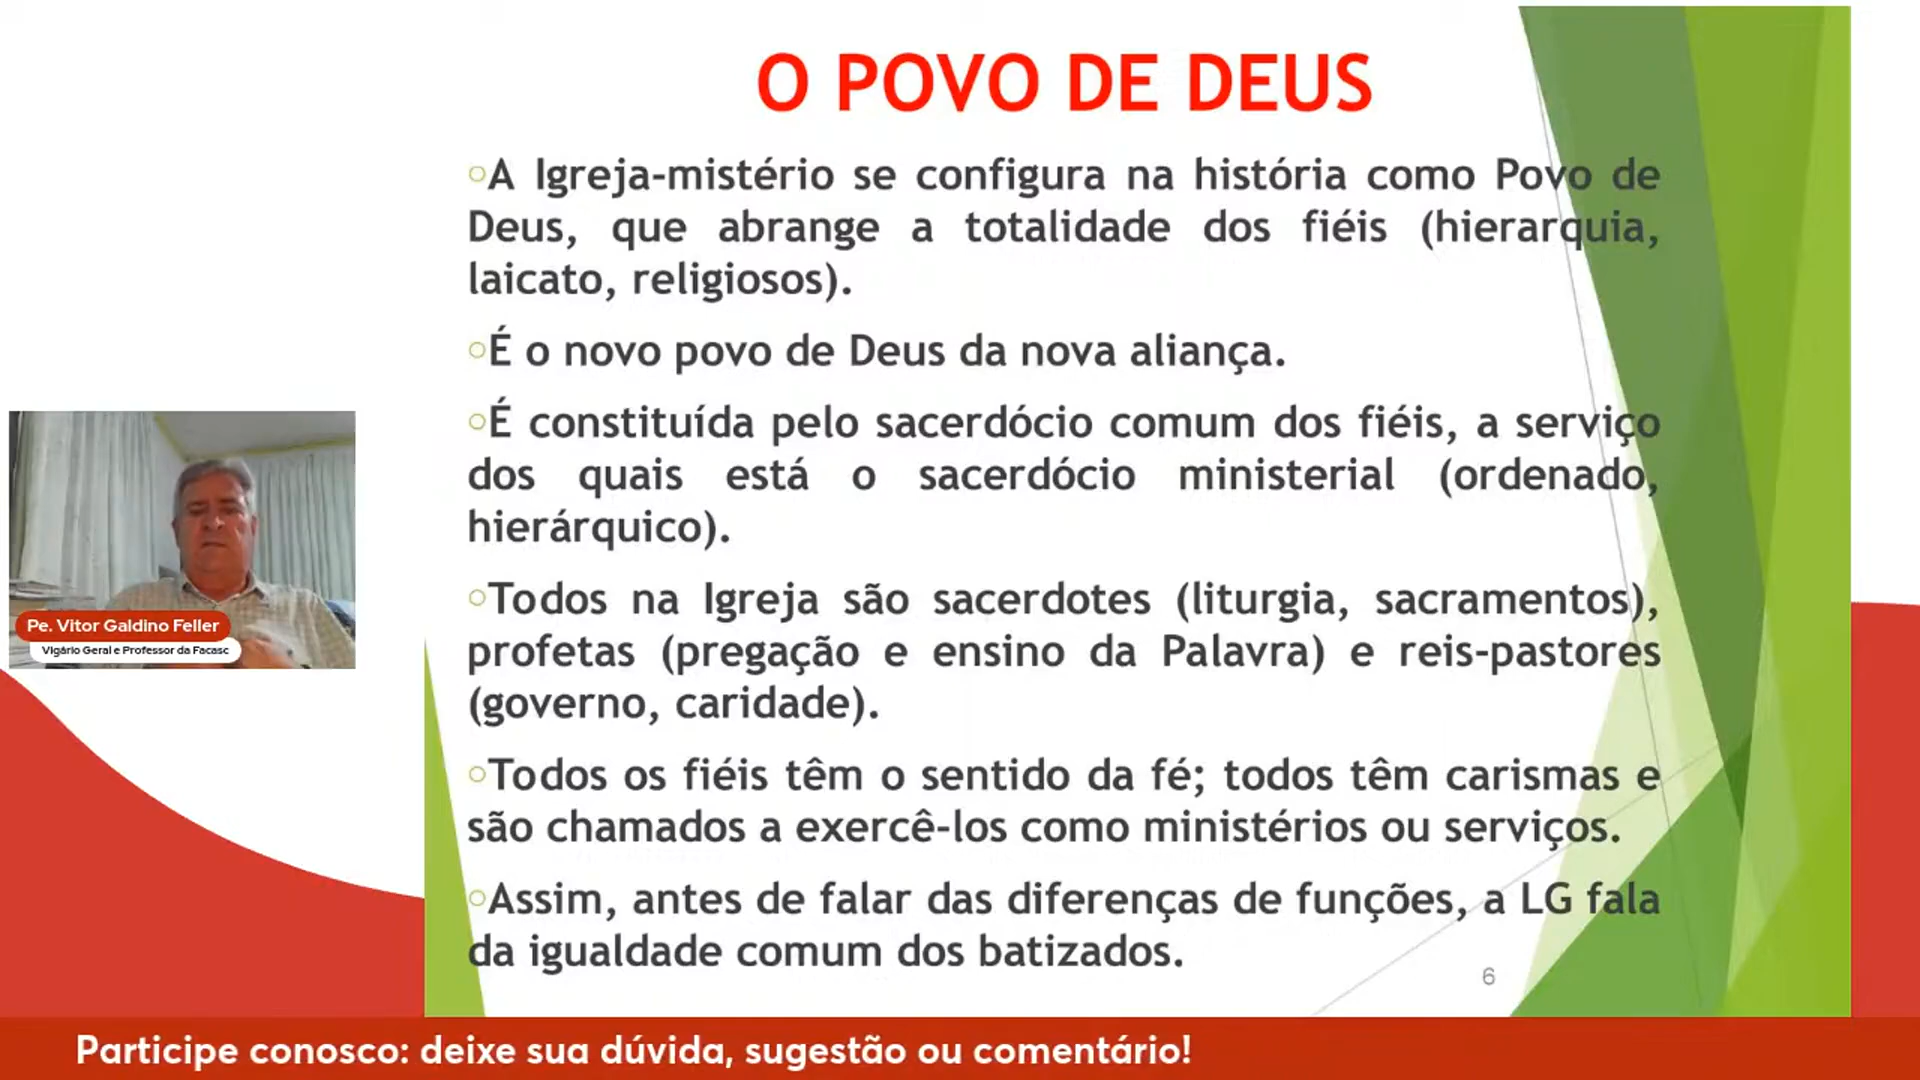 O POVO DE DEUS
○A Igreja-mistério se configura na história como Povo de
Deus, que abrange a totalidade dos fiéis (hierarquia,
laicato, religiosos).
○É o novo povo de Deus da nova aliança.
○É constituída pelo sacerdócio comum dos fiéis, a serviço
dos quais está o sacerdócio ministerial (ordenado,
hierárquico).
○Todos na Igreja são sacerdotes (liturgia, sacramentos),
profetas (pregação e ensino da Palavra) e reis-pastores
(governo, caridade).
○Todos os fiéis têm o sentido da fé; todos têm carismas e
são chamados a exercê-los como ministérios ou serviços.
○Assim, antes de falar das diferenças de funções, a LG fala
da igualdade comum dos batizados.
6
Pe. Vitor Galdino Feller
Vigário Geral e Professor da Facasc
Participe conosco: deixe sua dúvida, sugestão ou comentário!